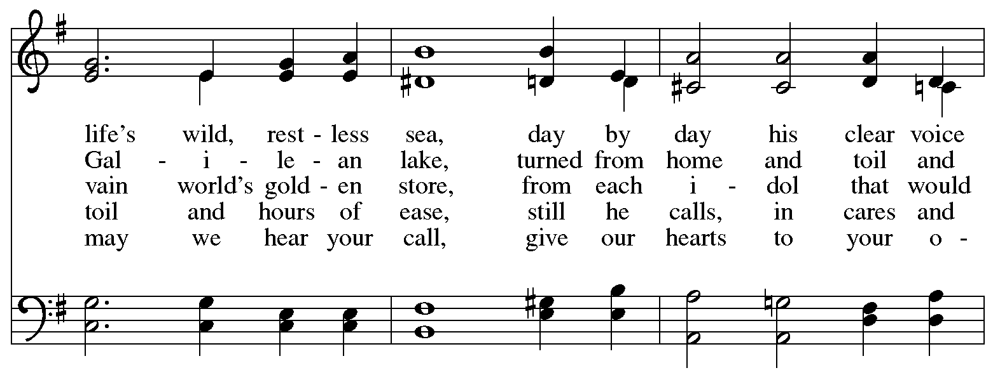 life's wild, rest - less sea, day by day his clear voice
Gal - i - le - an lake, turned from home and toil and
vain world's gold - en store, from each i - dol that would
toil and hours of ease, still he calls, in cares and
may we hear your call, give our hearts to your o -